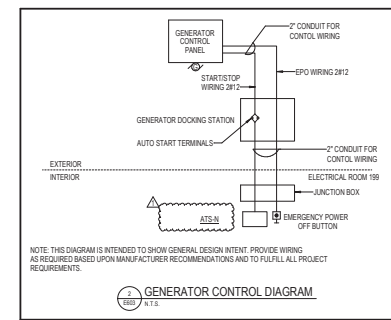 GENERATOR
CONTROL
PANEL
2" CONDUIT FOR
CONTOL WIRING
START/STOP
WIRING 2#12
EPO WIRING 2#12
GENERATOR DOCKING STATION
AUTO START TERMINALS
2" CONDUIT FOR
CONTOL WIRING
EXTERIOR
INTERIOR
ELECTRICAL ROOM 199
JUNCTION BOX
ATS-N
EMERGENCY POWER
OFF BUTTON
NOTE: THIS DIAGRAM IS INTENDED TO SHOW GENERAL DESIGN INTENT. PROVIDE WIRING
AS REQUIRED BASED UPON MANUFACTURER RECOMMENDATIONS AND TO FULFILL ALL PROJECT
REQUIREMENTS.
2
E603
GENERATOR CONTROL DIAGRAM
N.T.S.